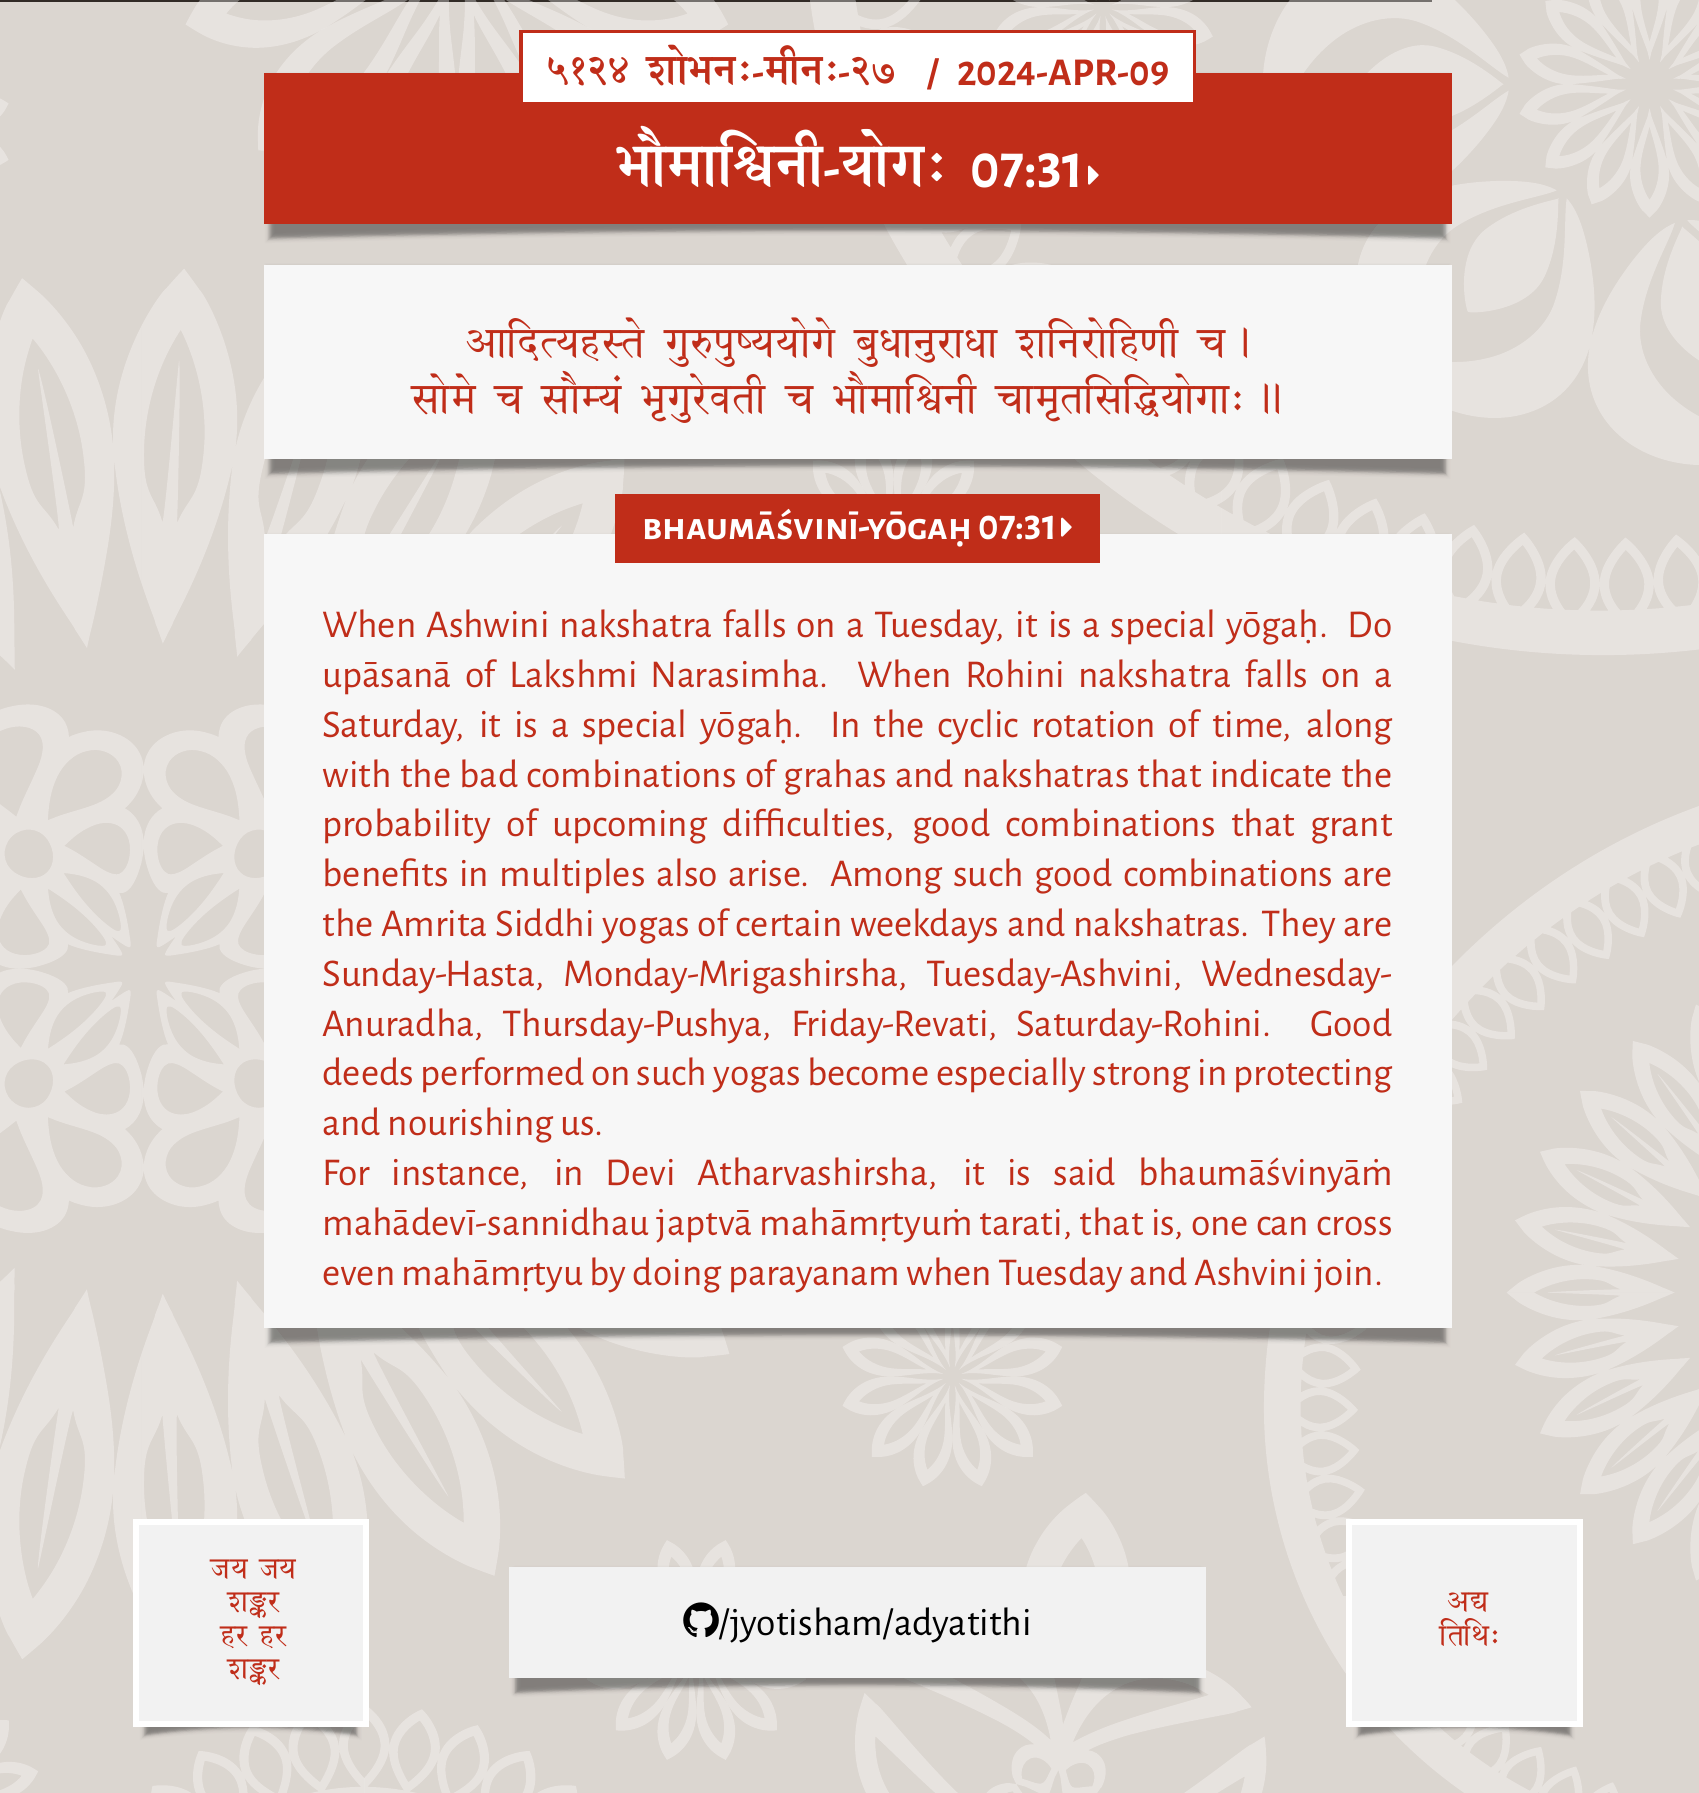 ५१२४ शोभनः-मीनः-२७ / 2024-APR-09
भौमाश्विनी-योगः 07:31▸
आदित्यहस्ते गुरुपुष्ययोगे बुधानुराधा शनिरोहिणी च।
सोमे च सौम्यं भृगुरेवती च भौमाश्विनी चामृतसिद्धियोगाः॥
BHAUMĀŚVINĪ-YŌGAḤ 07:31▸
When Ashwini nakshatra falls on a Tuesday, it is a special yōgaḥ. Do
upāsanā of Lakshmi Narasimha. When Rohini nakshatra falls on a
Saturday, it is a special yōgaḥ. In the cyclic rotation of time, along
with the bad combinations of grahas and nakshatras that indicate the
probability of upcoming difficulties, good combinations that grant
benefits in multiples also arise. Among such good combinations are
the Amrita Siddhi yogas of certain weekdays and nakshatras. They are
Sunday-Hasta, Monday-Mrigashirsha, Tuesday-Ashvini, Wednesday-
Anuradha, Thursday-Pushya, Friday-Revati, Saturday-Rohini. Good
deeds performed on such yogas become especially strong in protecting
and nourishing us.
For instance, in Devi Atharvashirsha, it is said bhaumāśvinyāṁ
mahādevī-sannidhau japtvā mahāmṛtyuṁ tarati, that is, one can cross
even mahāmṛtyu by doing parayanam when Tuesday and Ashvini join.
जय जय
शङ्कर
हर हर
शङ्कर
/jyotisham/adyatithi
अद्य
तिथिः